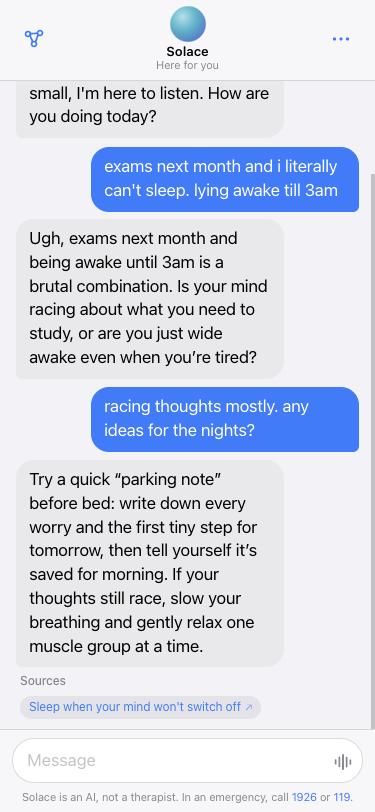 Solace
Here for you
small, I'm here to listen. How are
you doing today?
exams next month and i literally
can't sleep. lying awake till 3am
Ugh, exams next month and
being awake until 3am is a
brutal combination. Is your mind
racing about what you need to
study, or are you just wide
awake even when you’re tired?
racing thoughts mostly. any
ideas for the nights?
Try a quick “parking note”
before bed: write down every
worry and the first tiny step for
tomorrow, then tell yourself it’s
saved for morning. If your
thoughts still race, slow your
breathing and gently relax one
muscle group at a time.
Sources
Sleep when your mind won't switch off ↗
Message
Solace is an AI, not a therapist. In an emergency, call 1926 or 119.